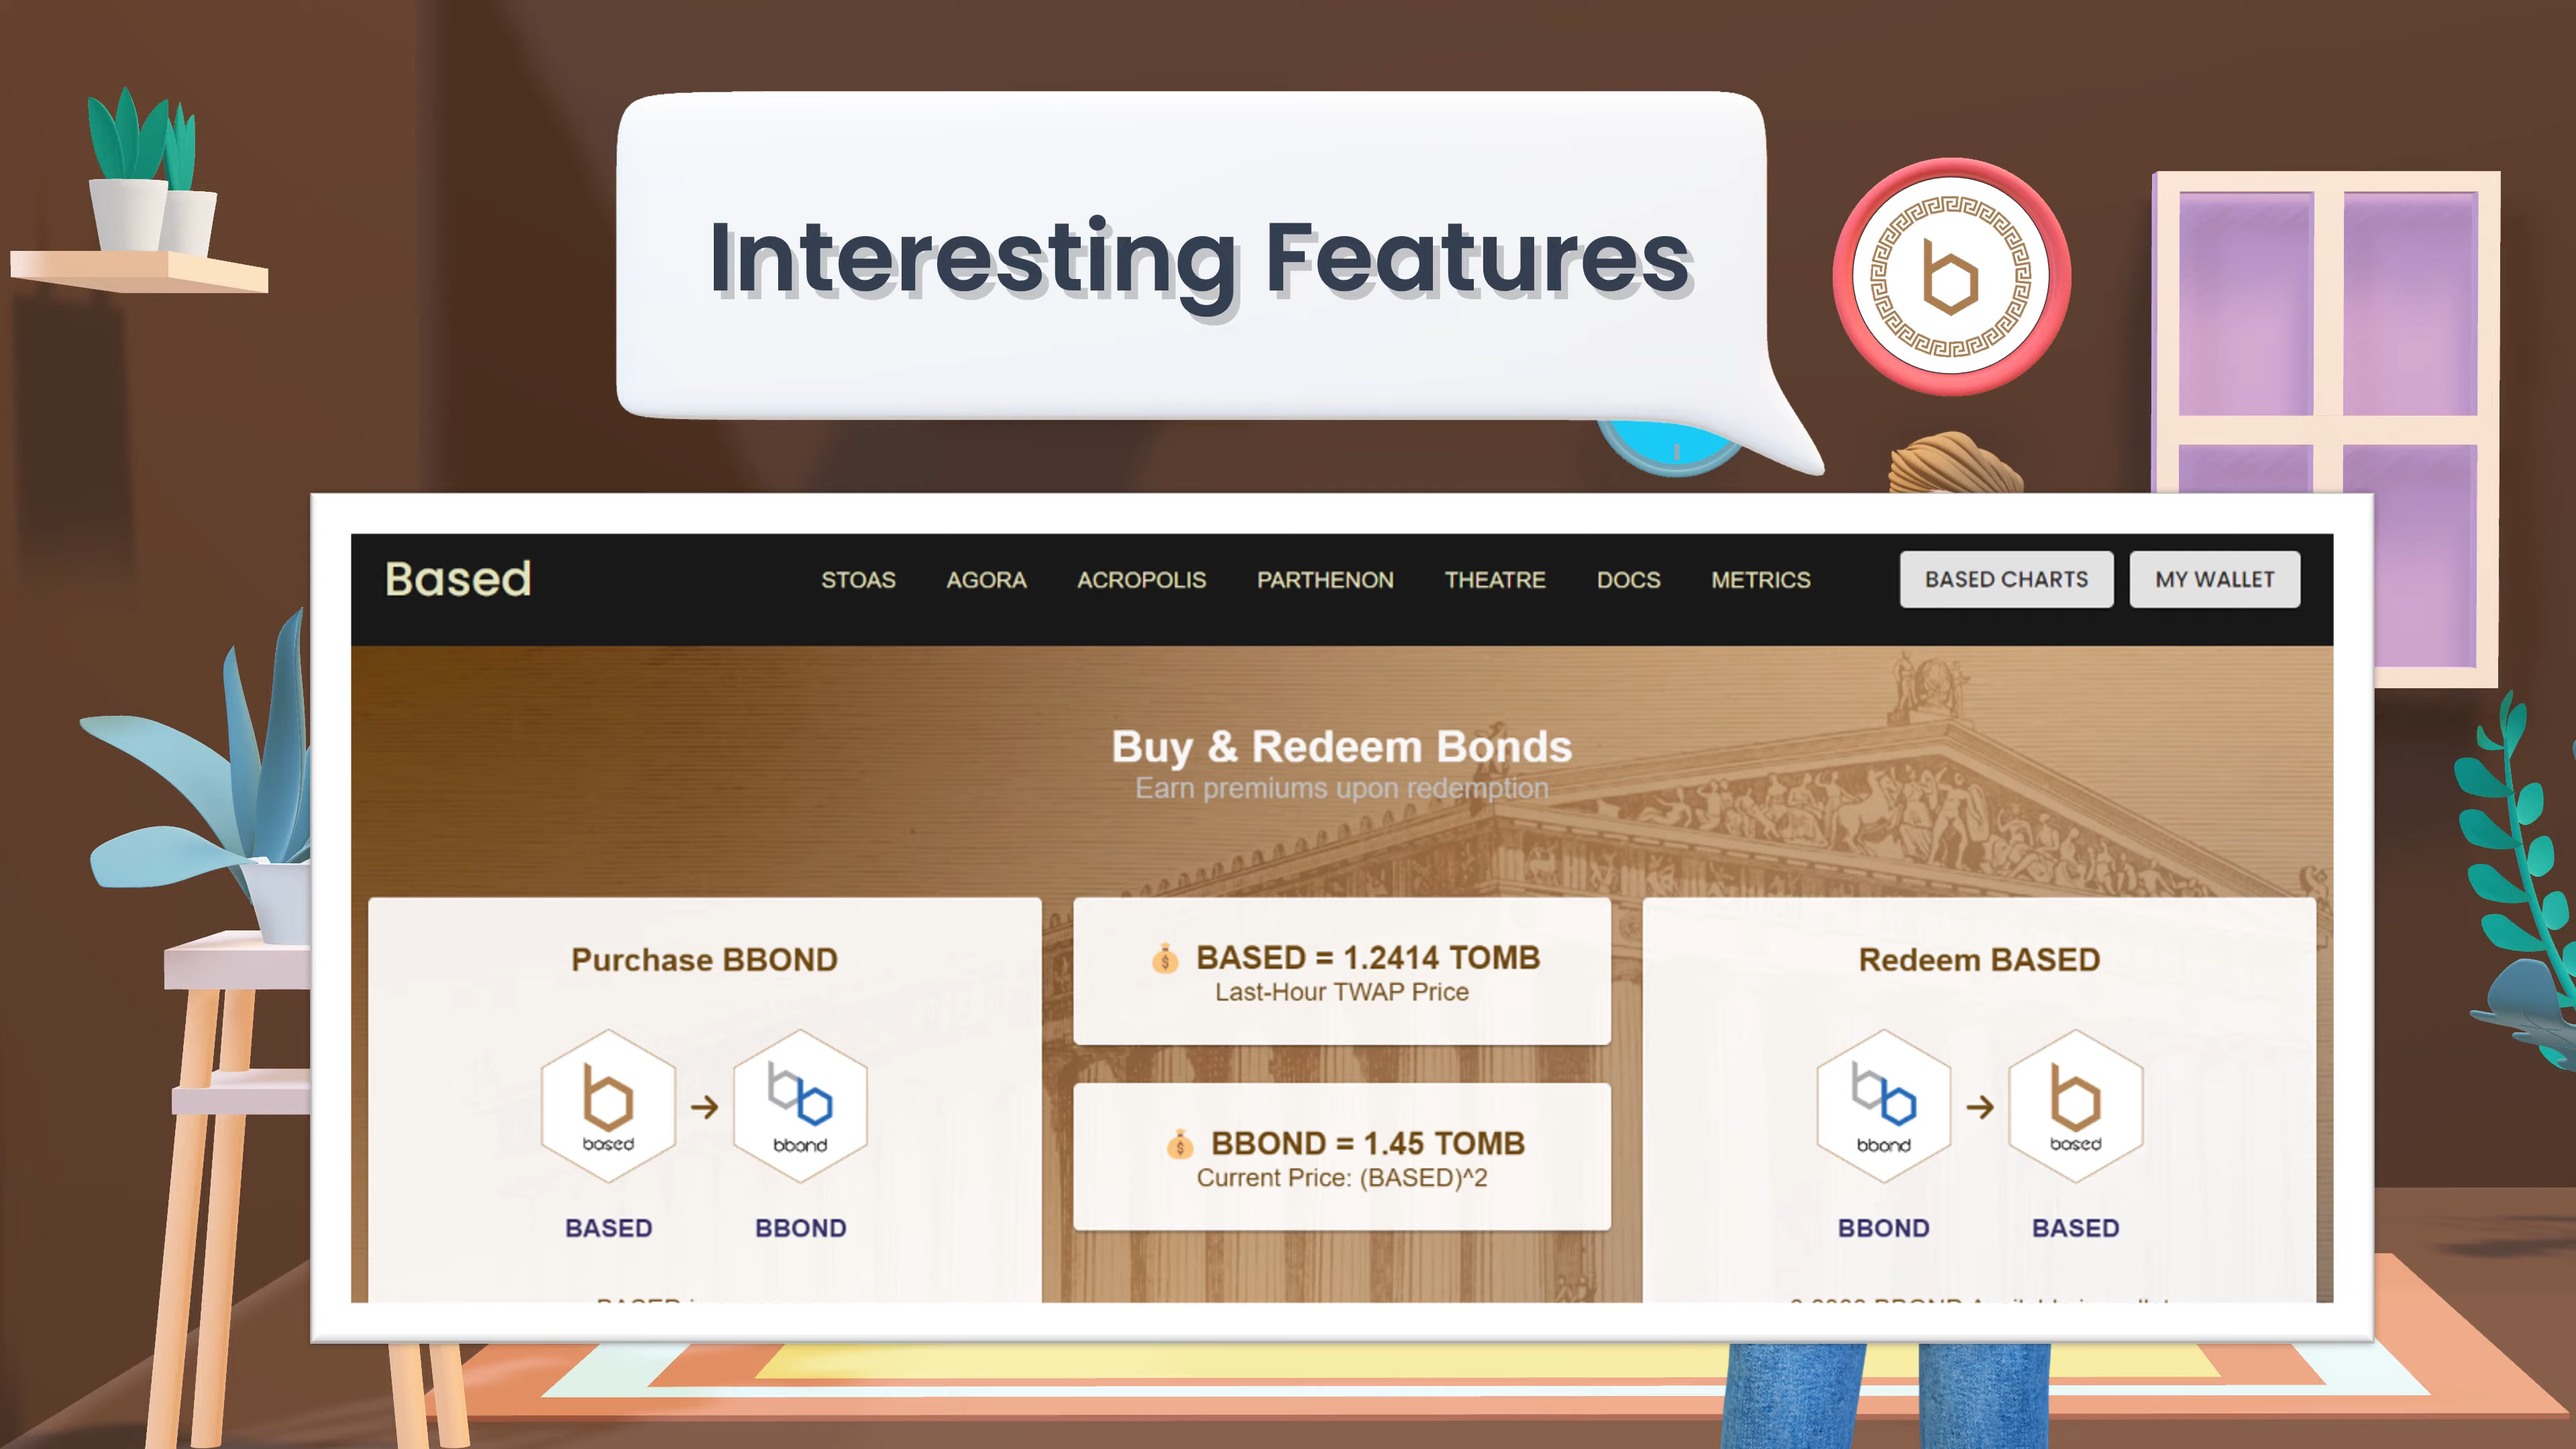 Interesting Features
Based
STOAS AGORA ACROPOLIS PARTHENON THEATRE DOCS METRICS BASED CHARTS MY WALLET
Buy & Redeem Bonds
Earn premiums upon redemption
Purchase BBOND
based
bbond
BASED BBOND
BASED = 1.2414 TOMB
Last-Hour TWAP Price
BBOND = 1.45 TOMB
Current Price: (BASED)^2
Redeem BASED
bbond
based
BBOND BASED